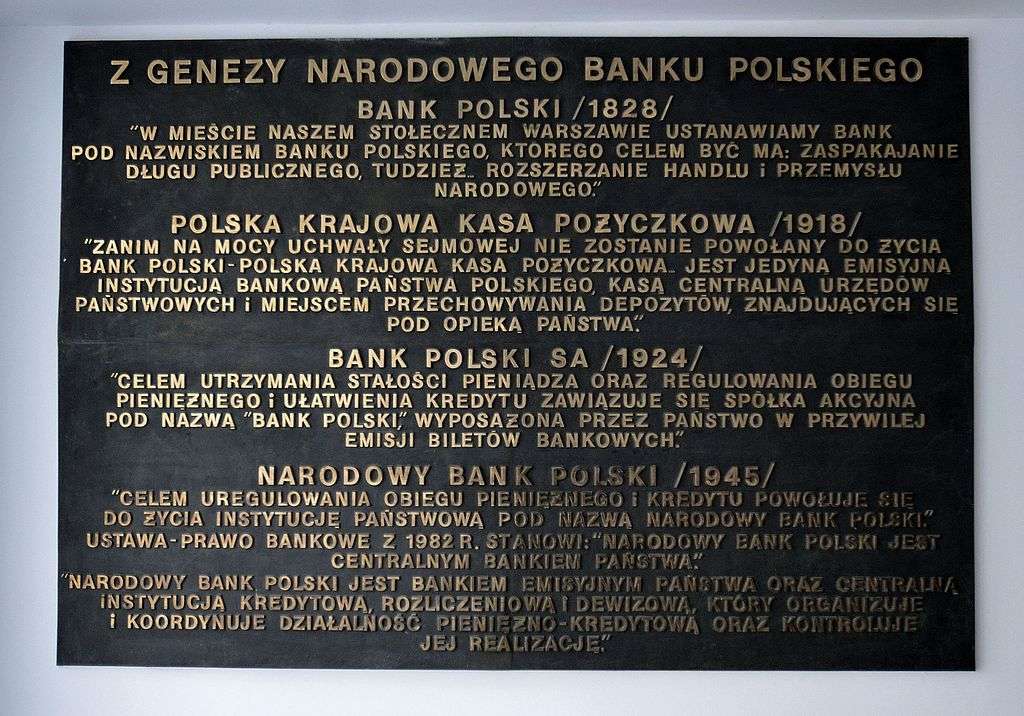 Z GENEZY NARODOWEGO BANKU POLSKIEGO
BANK POLSKI /1828/
"W MIEŚCIE NASZEM STOŁECZNEM WARSZAWIE USTANAWIAMY BANK
POD NAZWISKIEM BANKU POLSKIEGO, KTOREGO CELEM BYĆ MA: ZASPAKAJANIE
DŁUGU PUBLICZNEGO, TUDZIEŻ... ROZSZERZANIE HANDLU i PRZEMYSŁU
NARODOWEGO."
POLSKA KRAJOWA KASA POŻYCZKOWA /1918/
"ZANIM NA MOCY UCHWAŁY SEJMOWEJ NIE ZOSTANIE POWOŁANY DO ŻYCIA
BANK POLSKI-POLSKA KRAJOWA KASA POŻYCZKOWA... JEST JEDYNĄ EMISYJNĄ
INSTYTUCJĄ BANKOWĄ PAŃSTWA POLSKIEGO, KASĄ CENTRALNĄ URZĘDÓW
PAŃSTWOWYCH i MIEJSCEM PRZECHOWYWANIA DEPOZYTÓW, ZNAJDUJĄCYCH SIĘ
POD OPIEKĄ PAŃSTWA."
BANK POLSKI SA /1924/
"CELEM UTRZYMANIA STAŁOŚCI PIENIĄDZA ORAZ REGULOWANIA OBIEGU
PIENIĘŻNEGO i UŁATWIENIA KREDYTU ZAWIĄZUJE SIĘ SPÓŁKA AKCYJNA
POD NAZWĄ "BANK POLSKI," WYPOSAŻONA PRZEZ PAŃSTWO W PRZYWILEJ
EMISJI BILETÓW BANKOWYCH."
NARODOWY BANK POLSKI /1945/
"CELEM UREGULOWANIA OBIEGU PIENIĘŻNEGO i KREDYTU POWOŁUJE SIĘ
DO ŻYCIA INSTYTUCJĘ PAŃSTWOWĄ POD NAZWĄ NARODOWY BANK POLSKI."
USTAWA-PRAWO BANKOWE Z 1982 R. STANOWI: "NARODOWY BANK POLSKI JEST
CENTRALNYM BANKIEM PAŃSTWA."
"NARODOWY BANK POLSKI JEST BANKIEM EMISYJNYM PAŃSTWA ORAZ CENTRALNĄ
INSTYTUCJĄ KREDYTOWĄ, ROZLICZENIOWĄ i DEWIZOWĄ, KTÓRY ORGANIZUJE
i KOORDYNUJE DZIAŁALNOŚĆ PIENIĘŻNO-KREDYTOWĄ ORAZ KONTROLUJE
JEJ REALIZACJĘ."